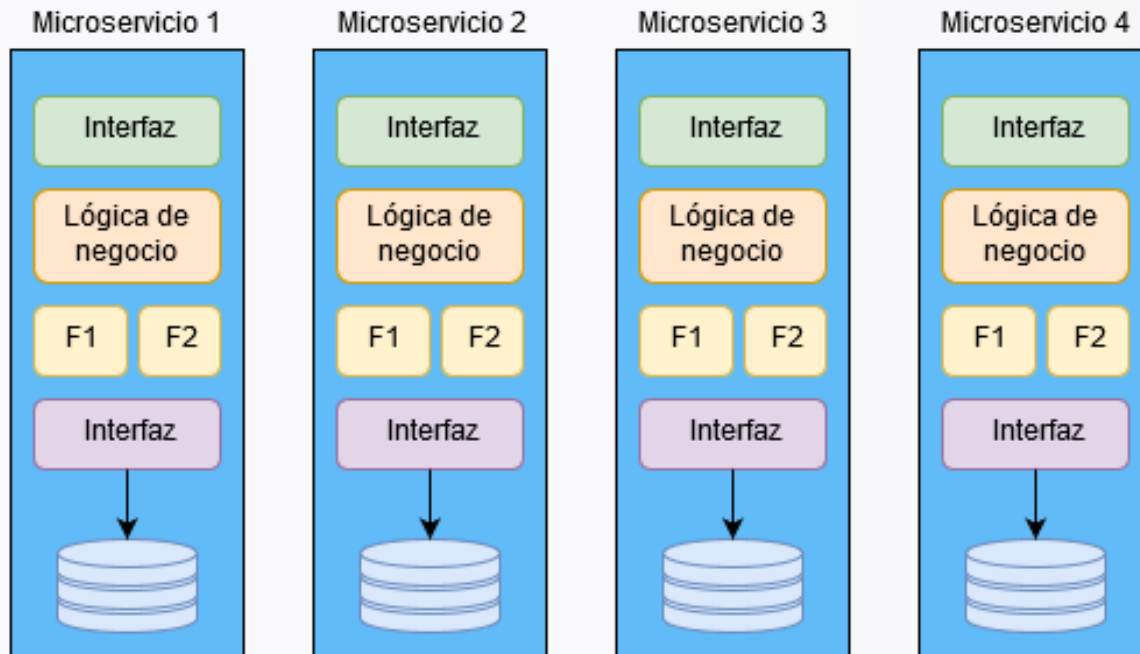 Microservicio 1
Microservicio 2
Microservicio 3
Microservicio 4
Interfaz
Interfaz
Interfaz
Interfaz
Lógica de
negocio
Lógica de
negocio
Lógica de
negocio
Lógica de
negocio
F1
F2
F1
F2
F1
F2
F1
F2
Interfaz
Interfaz
Interfaz
Interfaz